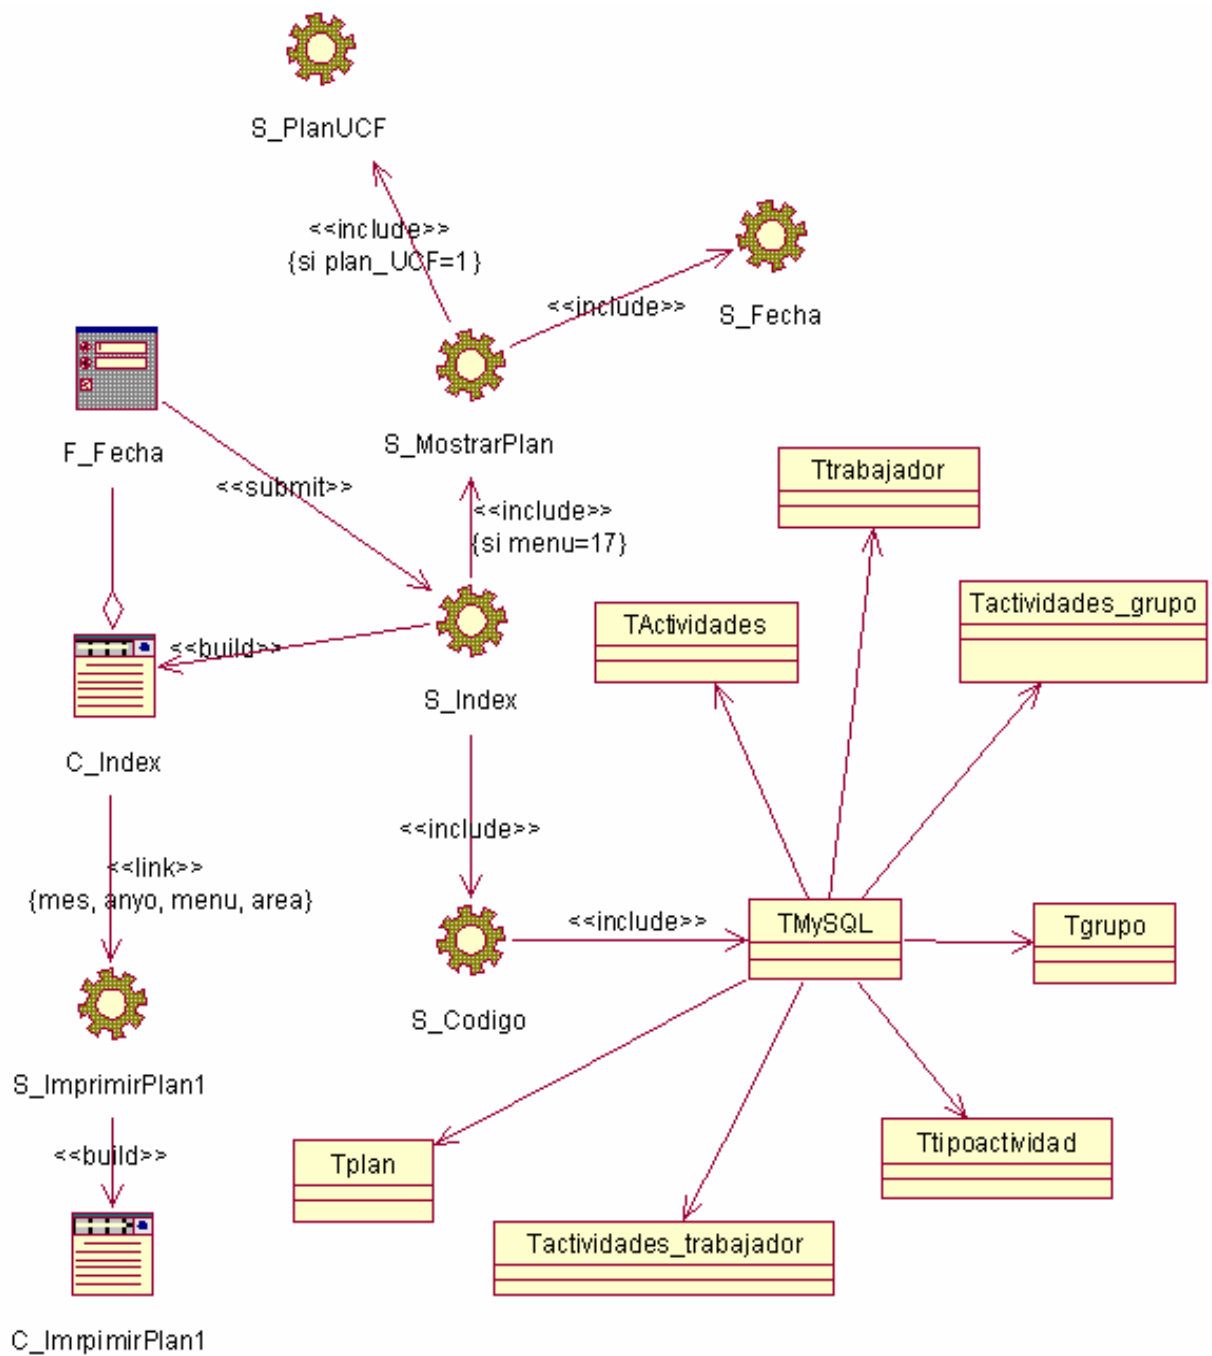 S_PlanUCF
<<include>>
{si plan_UCF=1}
<<include>>
S_Fecha
F_Fecha
S_MostrarPlan
<<submit>>
<<include>>
{si menu=17}
Ttrabajador
TActividades
Tactividades_grupo
<<build>>
S_Index
C_Index
<<include>>
<<link>>
{mes, anyo, menu, area}
<<include>>
TMySQL
Tgrupo
S_Codigo
S_ImprimirPlan1
<<build>>
Tplan
Ttipoactividad
Tactividades_trabajador
C_ImrpimirPlan1